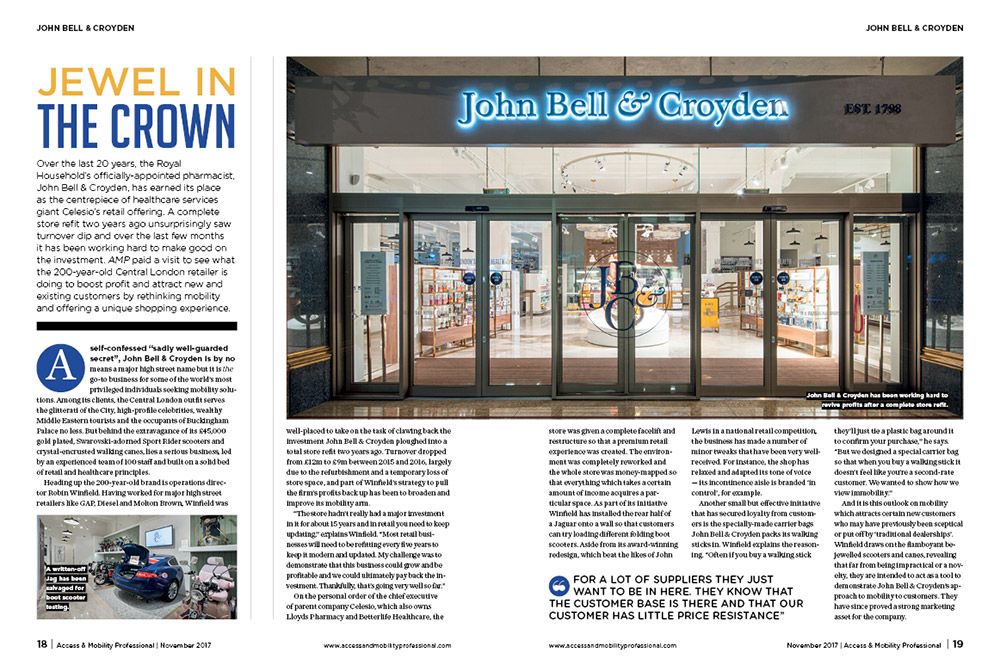 JOHN BELL & CROYDEN
JOHN BELL & CROYDEN
JEWEL IN
THE CROWN
Over the last 20 years, the Royal
Household's officially-appointed pharmacist,
John Bell & Croyden, has earned its place
as the centrepiece of healthcare services
giant Celesio's retail offering. A complete
store refit two years ago unsurprisingly saw
turnover dip and over the last few months
it has been working hard to make good on
the investment. AMP paid a visit to see what
the 200-year-old Central London retailer is
doing to boost profit and attract new and
existing customers by rethinking mobility
and offering a unique shopping experience.
A self-confessed "sadly well-guarded
secret", John Bell & Croyden is by no
means a major high street name but it is the
go-to business for some of the world's most
privileged individuals seeking mobility solu-
tions. Among its clients, the Central London outfit serves
the glitterati of the City, high-profile celebrities, wealthy
Middle Eastern tourists and the occupants of Buckingham
Palace no less. But behind the extravagance of its £45,000
gold plated, Swarovski-adorned Sport Rider scooters and
crystal-encrusted walking canes, lies a serious business, led
by an experienced team of 100 staff and built on a solid bed
of retail and healthcare principles.
Heading up the 200-year-old brand is operations direc-
tor Robin Winfield. Having worked for major high street
retailers like GAP, Diesel and Molton Brown, Winfield was
A written-off
Jag has been
salvaged for
boot scooter
testing.
John Bell & Croyden
EST. 1798
JB&C
John Bell & Croyden has been working hard to
revive profits after a complete store refit.
well-placed to take on the task of clawing back the
investment John Bell & Croyden ploughed into a
total store refit two years ago. Turnover dropped
from £12m to £9m between 2015 and 2016, largely
due to the refurbishment and a temporary loss of
store space, and part of Winfield's strategy to pull
the firm's profits back up has been to broaden and
improve its mobility arm.
"The store hadn't really had a major investment
in it for about 15 years and in retail you need to keep
updating," explains Winfield. "Most retail busi-
nesses will need to be refitting every five years to
keep it modern and updated. My challenge was to
demonstrate that this business could grow and be
profitable and we could ultimately pay back the in-
vestment. Thankfully, that's going very well so far."
On the personal order of the chief executive
of parent company Celesio, which also owns
Lloyds Pharmacy and Betterlife Healthcare, the
store was given a complete facelift and
restructure so that a premium retail
experience was created. The environ-
ment was completely reworked and
the whole store was money-mapped so
that everything which takes a certain
amount of income acquires a par-
ticular space. As part of its initiative
Winfield has installed the rear half of
a Jaguar onto a wall so that customers
can try loading different folding boot
scooters. Aside from its award-winning
redesign, which beat the likes of John
Lewis in a national retail competition,
the business has made a number of
minor tweaks that have been very well-
received. For instance, the shop has
relaxed and adapted its tone of voice
– its incontinence aisle is branded 'in
control', for example.
Another small but effective initiative
that has secured loyalty from custom-
ers is the specially-made carrier bags
John Bell & Croyden packs its walking
sticks in. Winfield explains the reason-
ing. "Often if you buy a walking stick
they'll just tie a plastic bag around it
to confirm your purchase," he says.
"But we designed a special carrier bag
so that when you buy a walking stick it
doesn't feel like you're a second-rate
customer. We wanted to show how we
view immobility."
And it is this outlook on mobility
which attracts certain new customers
who may have previously been sceptical
or put off by 'traditional dealerships'.
Winfield draws on the flamboyant be-
jewelled scooters and canes, revealing
that far from being impractical or a nov-
elty, they are intended to act as a tool to
demonstrate John Bell & Croyden's ap-
proach to mobility to customers. They
have since proved a strong marketing
asset for the company.
FOR A LOT OF SUPPLIERS THEY JUST
WANT TO BE IN HERE. THEY KNOW THAT
THE CUSTOMER BASE IS THERE AND THAT OUR
CUSTOMER HAS LITTLE PRICE RESISTANCE"
18 | Access & Mobility Professional | November 2017
www.accessandmobilityprofessional.com
www.accessandmobilityprofessional.com
November 2017 | Access & Mobility Professional | 19